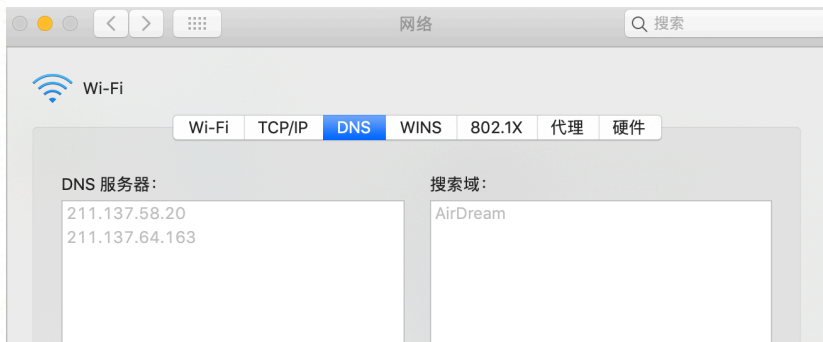 网络
搜索
Wi-Fi
Wi-Fi TCP/IP DNS WINS 802.1X 代理 硬件
DNS 服务器：
211.137.58.20
211.137.64.163
搜索域：
AirDream